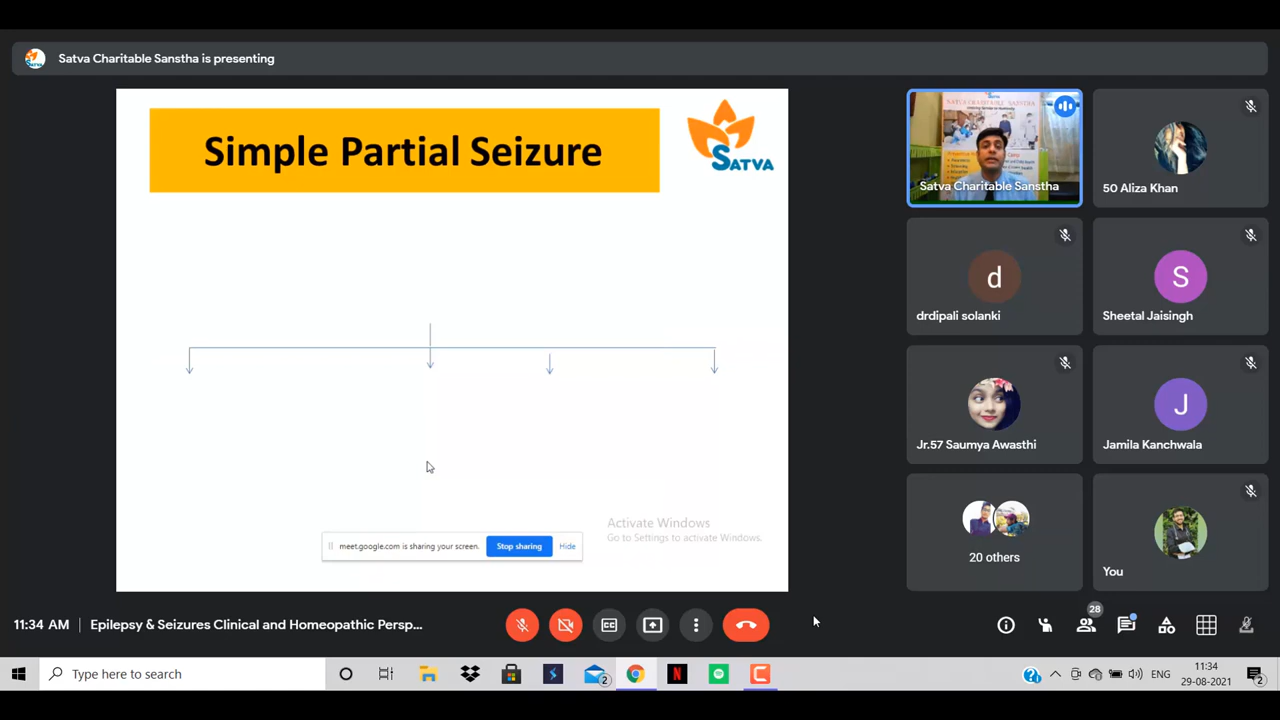 Satva Charitable Sanstha is presenting
Simple Partial Seizure
SATVA
SATVA CHARITABLE SANSTHA
Satva Charitable Sanstha
50 Aliza Khan
d
drdipali solanki
S
Sheetal Jaisingh
Jr.57 Saumya Awasthi
J
Jamila Kanchwala
20 others
You
Activate Windows
Go to Settings to activate Windows.
meet.google.com is sharing your screen.
Stop sharing
Hide
11:34 AM
Epilepsy & Seizures Clinical and Homeopathic Persp...
28
Type here to search
2
ENG
11:34
29-08-2021
2